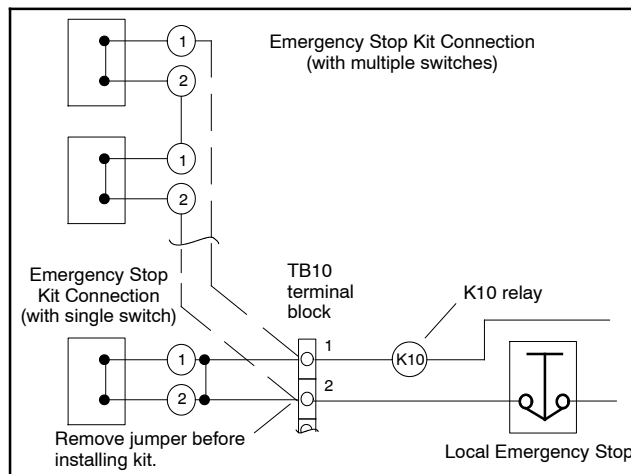 Emergency Stop Kit Connection
(with multiple switches)
1
2
1
2
Emergency Stop
Kit Connection
(with single switch)
TB10
terminal
block
K10 relay
1
1
K10
2
2
Remove jumper before
installing kit.
Local Emergency Stop